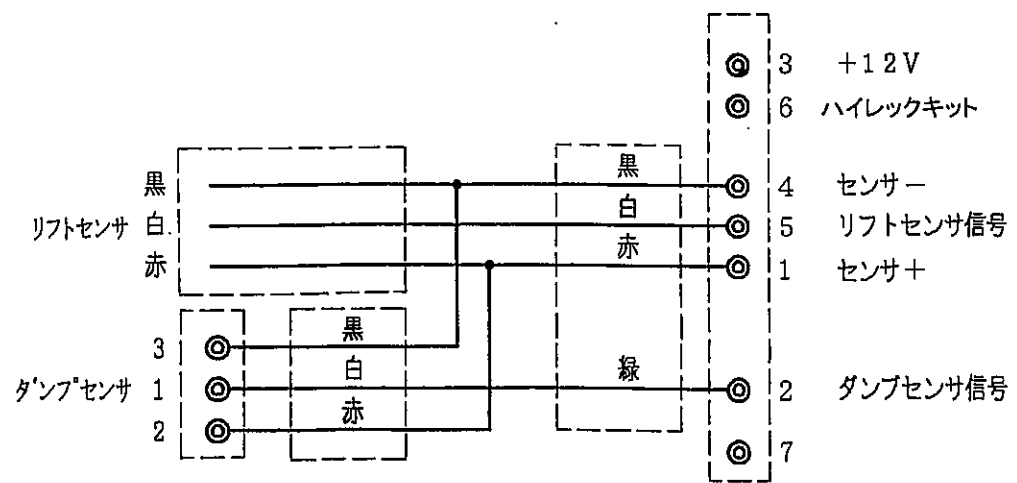 3 +12V
6 ハイレックキット
黒 黒 4 センサー
リフトセンサ 白 白 5 リフトセンサ信号
赤 赤 1 センサ+
3 黒
ダンプセンサ 1 白 緑 2 ダンプセンサ信号
2 赤
7